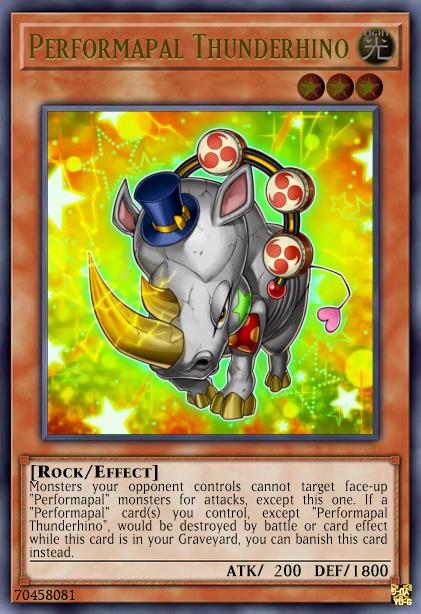 PERFORMAPAL THUNDERHINO
LIGHT
光
[ROCK/EFFECT]
Monsters your opponent controls cannot target face-up
"Performapal" monsters for attacks, except this one. If a
"Performapal" card(s) you control, except "Performapal
Thunderhino", would be destroyed by battle or card effect
while this card is in your Graveyard, you can banish this card
instead.
ATK/ 200 DEF/1800
70458081